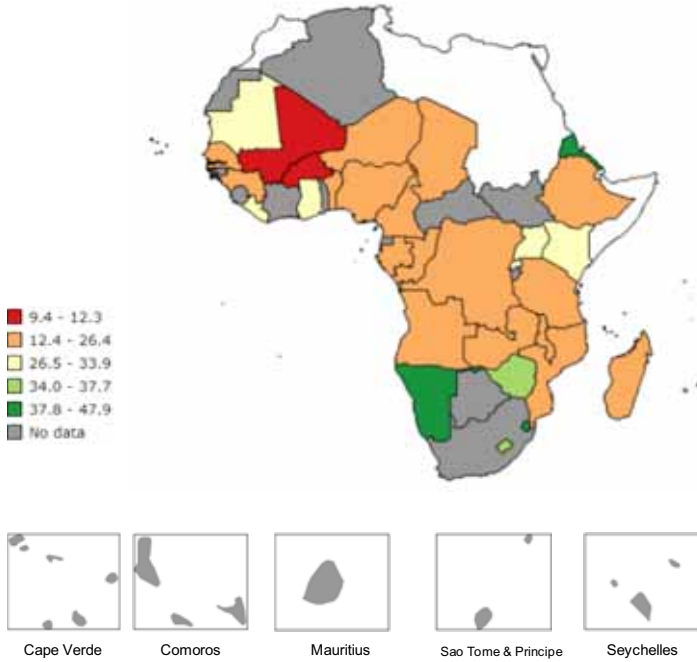 9.4 - 12.3
12.4 - 26.4
26.5 - 33.9
34.0 - 37.7
37.8 - 47.9
No data
Cape Verde
Comoros
Mauritius
Sao Tome & Principe
Seychelles